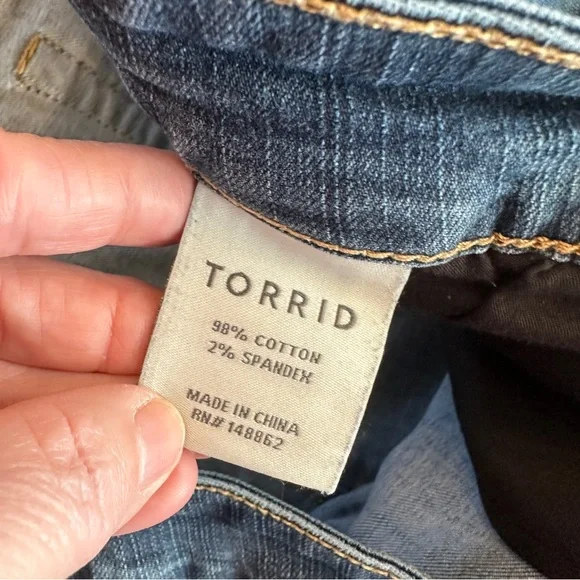 TORRID
98% COTTON
2% SPANDEX
MADE IN CHINA
RN# 148862